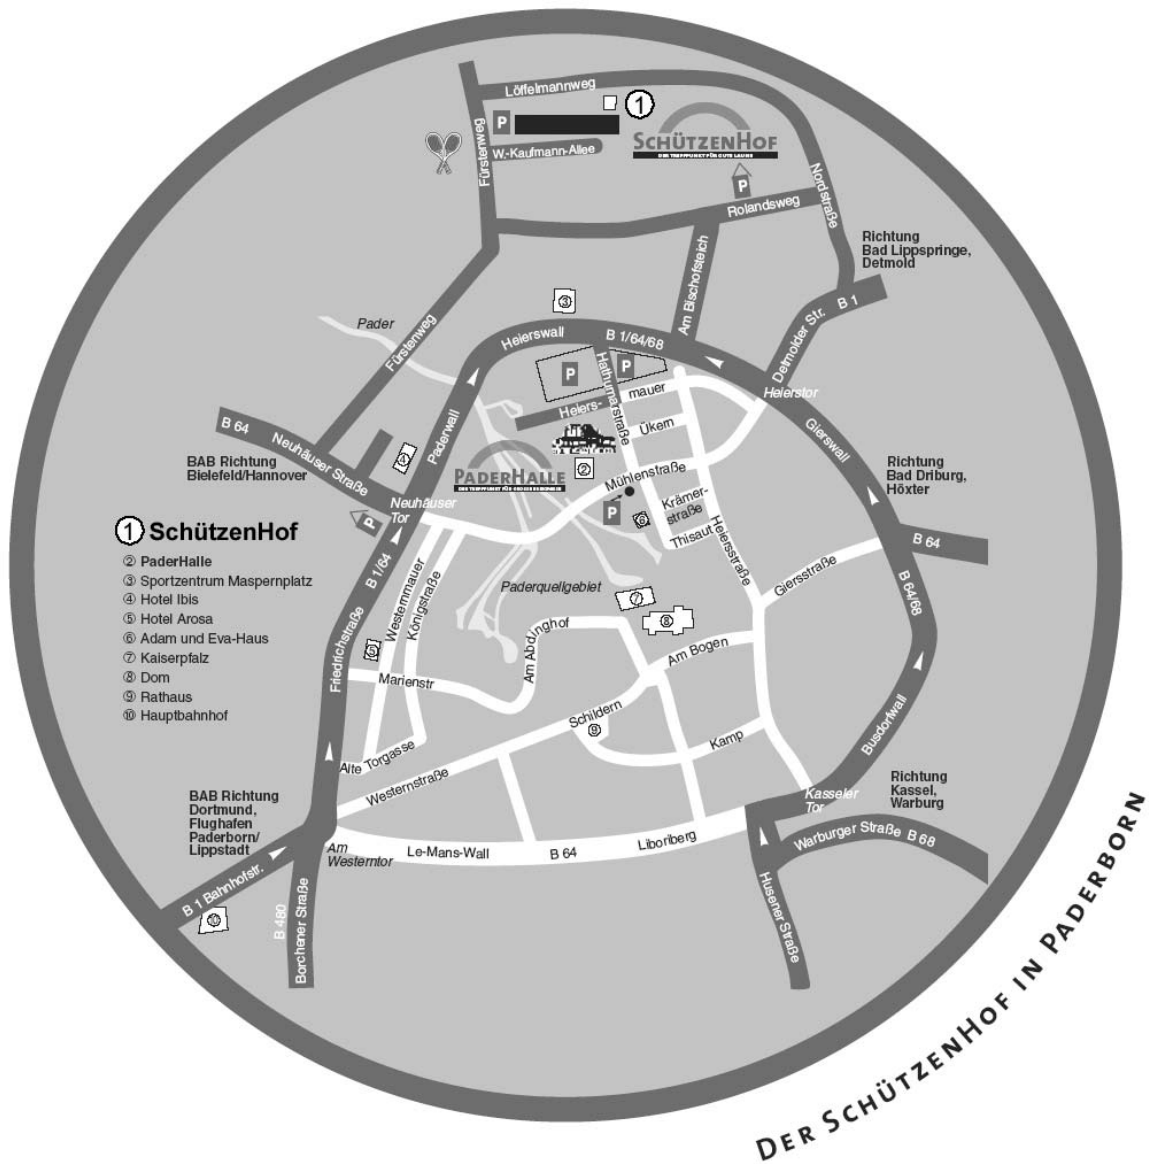 Löffelmannweg
P
1
SCHÜTZENHOF
DER TREFFPUNKT FÜR GUTE LAUNE
W.-Kaufmann-Allee
Fürstenweg
P
Rolandsweg
Nordstraße
Richtung
Bad Lippspringe,
Detmold
Am Bischofsteich
B 1
Detmolder Str.
3
Pader
Fürstenweg
Heierswall
B 1/64/68
P
P
Hathumarstraße
mauer
Heiers-
Heierstor
Ükern
Gierswall
B 64
Neuhäuser Straße
BAB Richtung
Bielefeld/Hannover
4
Paderwall
PADERHALLE
2
Mühlenstraße
Richtung
Bad Driburg,
Höxter
Neuhäuser
Tor
P
P
6
Krämer-
straße
Thisaut
Heiersstraße
B 64
1 SchützenHof
2 PaderHalle
3 Sportzentrum Maspernplatz
4 Hotel Ibis
5 Hotel Arosa
6 Adam und Eva-Haus
7 Kaiserpfalz
8 Dom
9 Rathaus
10 Hauptbahnhof
B 1/64
Westernmauer
Königstraße
Paderquellgebiet
7
8
Giersstraße
B 64/68
Friedrichstraße
5
Am Abdinghof
Am Bogen
Marienstr
Schildern
9
Kamp
Busdorfwall
Alte Torgasse
Westernstraße
BAB Richtung
Dortmund,
Flughafen
Paderborn/
Lippstadt
Kasseler
Tor
Richtung
Kassel,
Warburg
Am
Westerntor
Le-Mans-Wall
B 64
Liboriberg
Warburger Straße B 68
B 1 Bahnhofstr.
10
B 480
Borchener Straße
Husener Straße
DER SCHÜTZENHOF IN PADERBORN